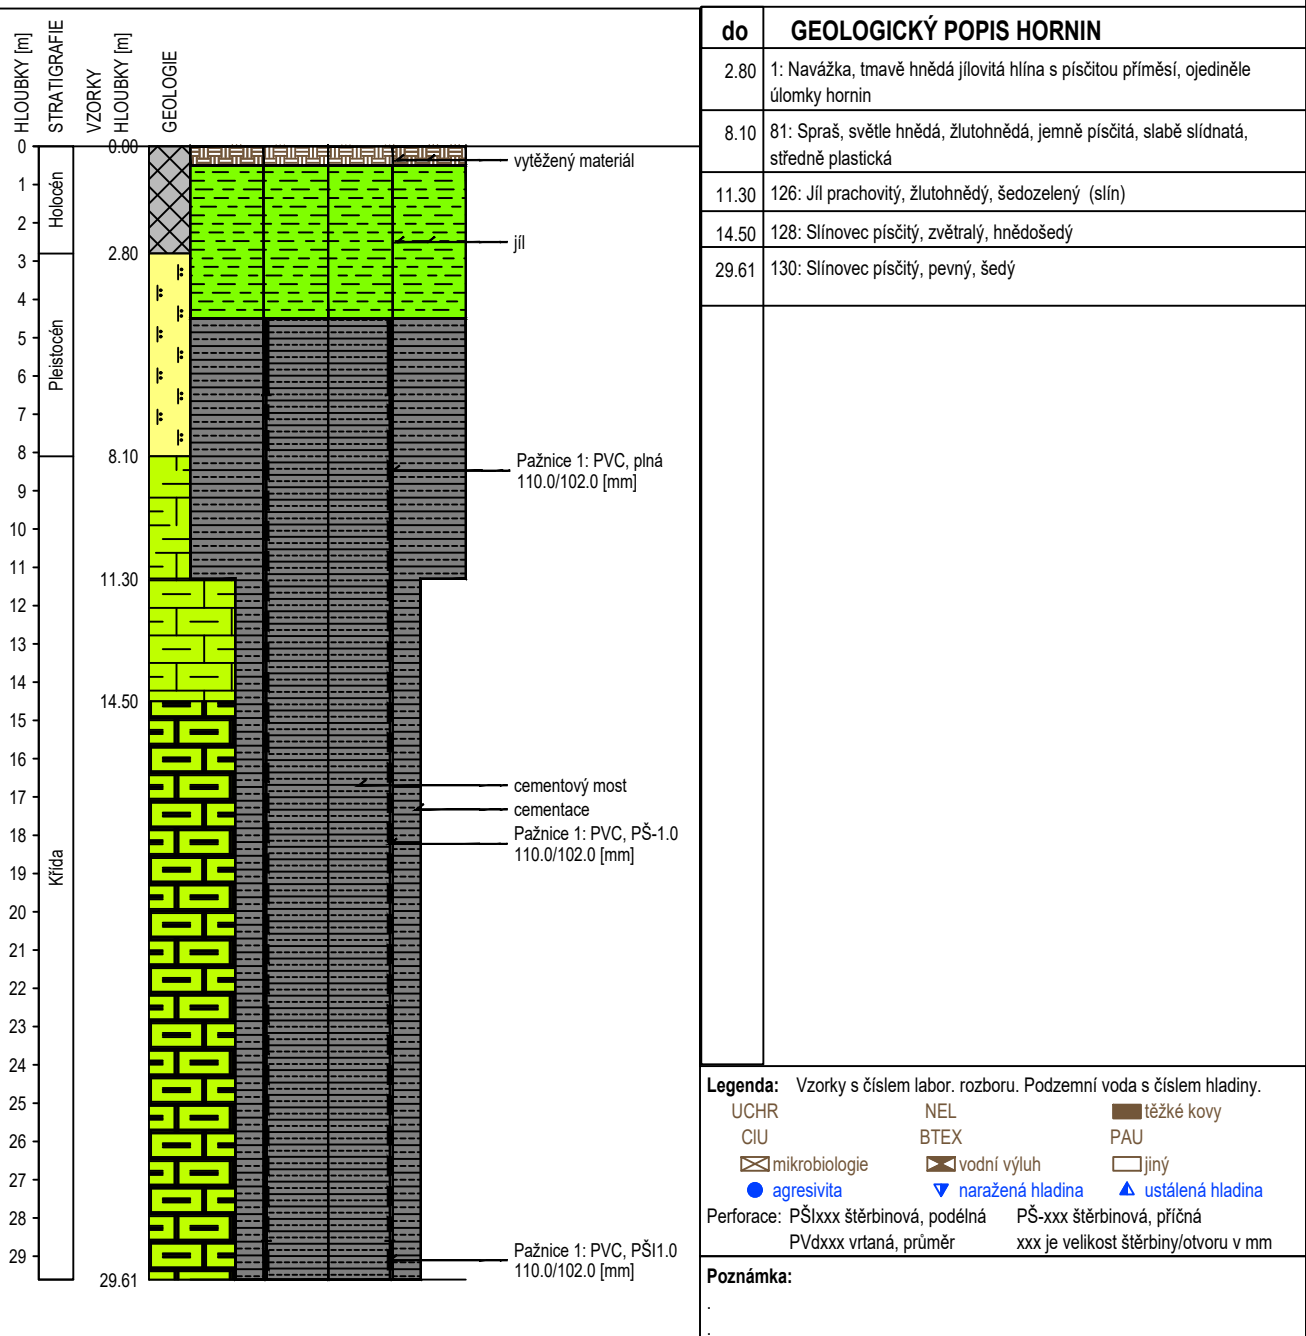 HLOUBKY [m]
STRATIGRAFIE
VZORKY
HLOUBKY [m]
GEOLOGIE
do GEOLOGICKÝ POPIS HORNIN
2.80 1: Navážka, tmavě hnědá jílovitá hlína s písčitou příměsí, ojediněle
úlomky hornin
8.10 81: Spraš, světle hnědá, žlutohnědá, jemně písčitá, slabě slídnatá,
středně plastická
11.30 126: Jíl prachovitý, žlutohnědý, šedozelený (slín)
14.50 128: Slínovec písčitý, zvětralý, hnědošedý
29.61 130: Slínovec písčitý, pevný, šedý
0
1
2
3
4
5
6
7
8
9
10
11
12
13
14
15
16
17
18
19
20
21
22
23
24
25
26
27
28
29
Holocén
Pleistocén
Křída
0.00
2.80
8.10
11.30
14.50
29.61
vytěžený materiál
jíl
Pažnice 1: PVC, plná
110.0/102.0 [mm]
cementový most
cementace
Pažnice 1: PVC, PŠ-1.0
110.0/102.0 [mm]
Pažnice 1: PVC, PŠI1.0
110.0/102.0 [mm]
Legenda: Vzorky s číslem labor. rozboru. Podzemní voda s číslem hladiny.
UCHR NEL těžké kovy
CIU BTEX PAU
mikrobiologie vodní výluh jiný
agresivita naražená hladina ustálená hladina
Perforace: PŠIxxx štěrbinová, podélná PŠ-xxx štěrbinová, příčná
PVdxxx vrtaná, průměr xxx je velikost štěrbiny/otvoru v mm
Poznámka:
.
.